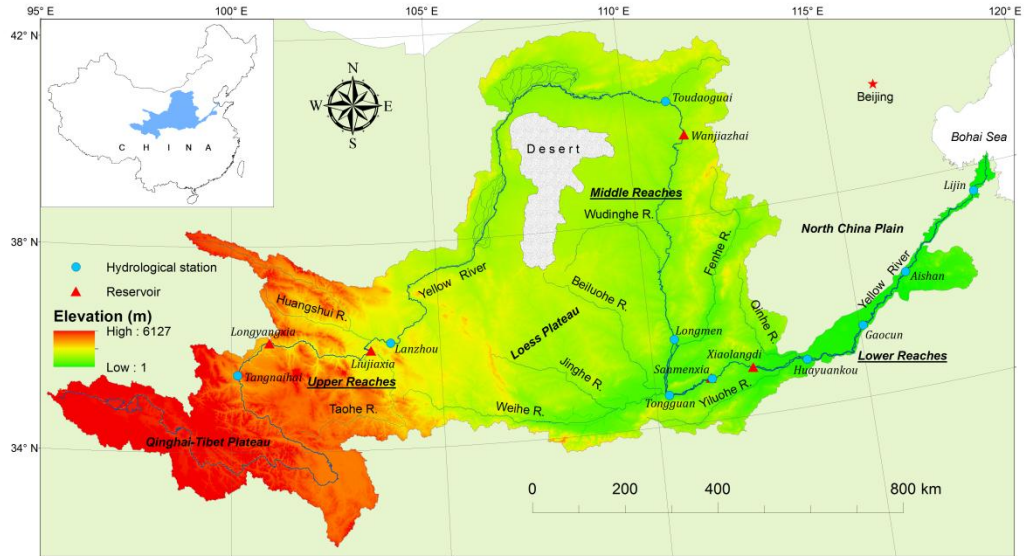 95° E
100° E
105° E
110° E
115° E
120° E
42° N
38° N
34° N
C H I N A
N
W
E
S
Toudaoguai
Beijing
Wanjiazhai
Bohai Sea
Desert
Lijin
Middle Reaches
Wudinghe R.
North China Plain
Fenhe R.
Hydrological station
Reservoir
Yellow River
Yellow River
Aishan
Elevation (m)
High : 6127
Low : 1
Huangshui R.
Beiluohe R.
Qinhe R.
Longyangxia
Lanzhou
Loess Plateau
Longmen
Gaocun
Liujiaxia
Xiaolangdi
Lower Reaches
Tangnaihai
Upper Reaches
Jinghe R.
Sanmenxia
Huayuankou
Taohe R.
Weihe R.
Tongguan
Yiluohe R.
Qinghai-Tibet Plateau
0 200 400 800 km